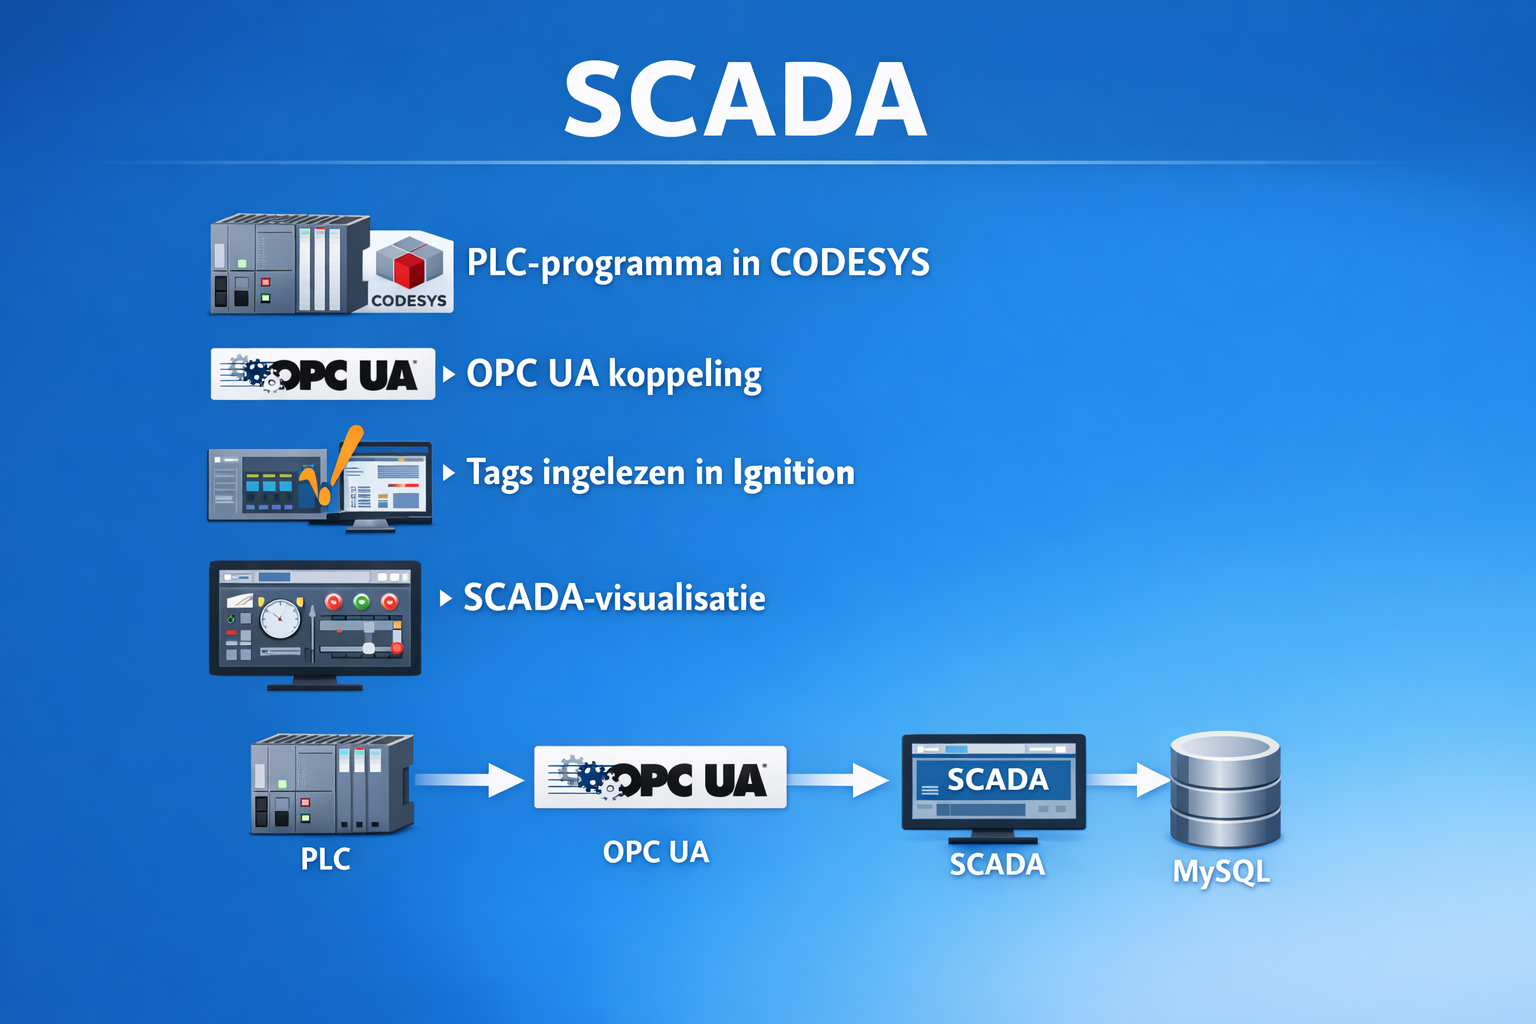 SCADA
CODESYS
PLC-programma in CODESYS
OPC UA
OPC UA koppeling
Tags ingelezen in Ignition
SCADA-visualisatie
OPC UA
SCADA
PLC
OPC UA
SCADA
MySQL